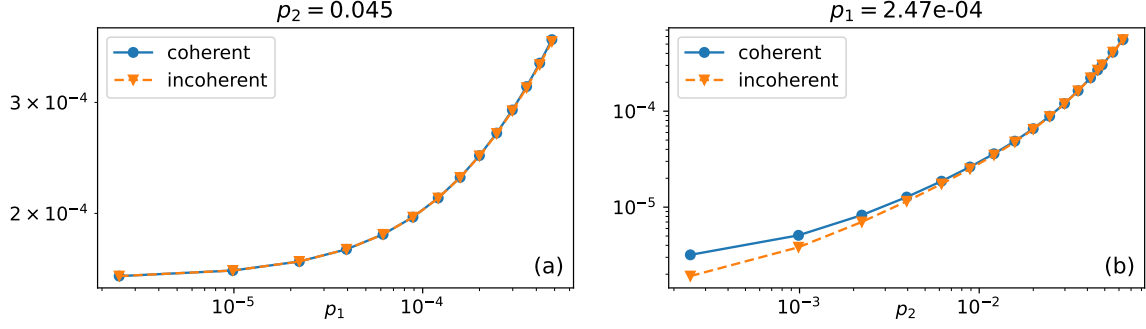 p₂ = 0.045
coherent
incoherent
3 × 10⁻⁴
2 × 10⁻⁴
(a)
10⁻⁵
10⁻⁴
p₁
p₁ = 2.47e-04
coherent
incoherent
10⁻⁴
10⁻⁵
(b)
10⁻³
10⁻²
p₂